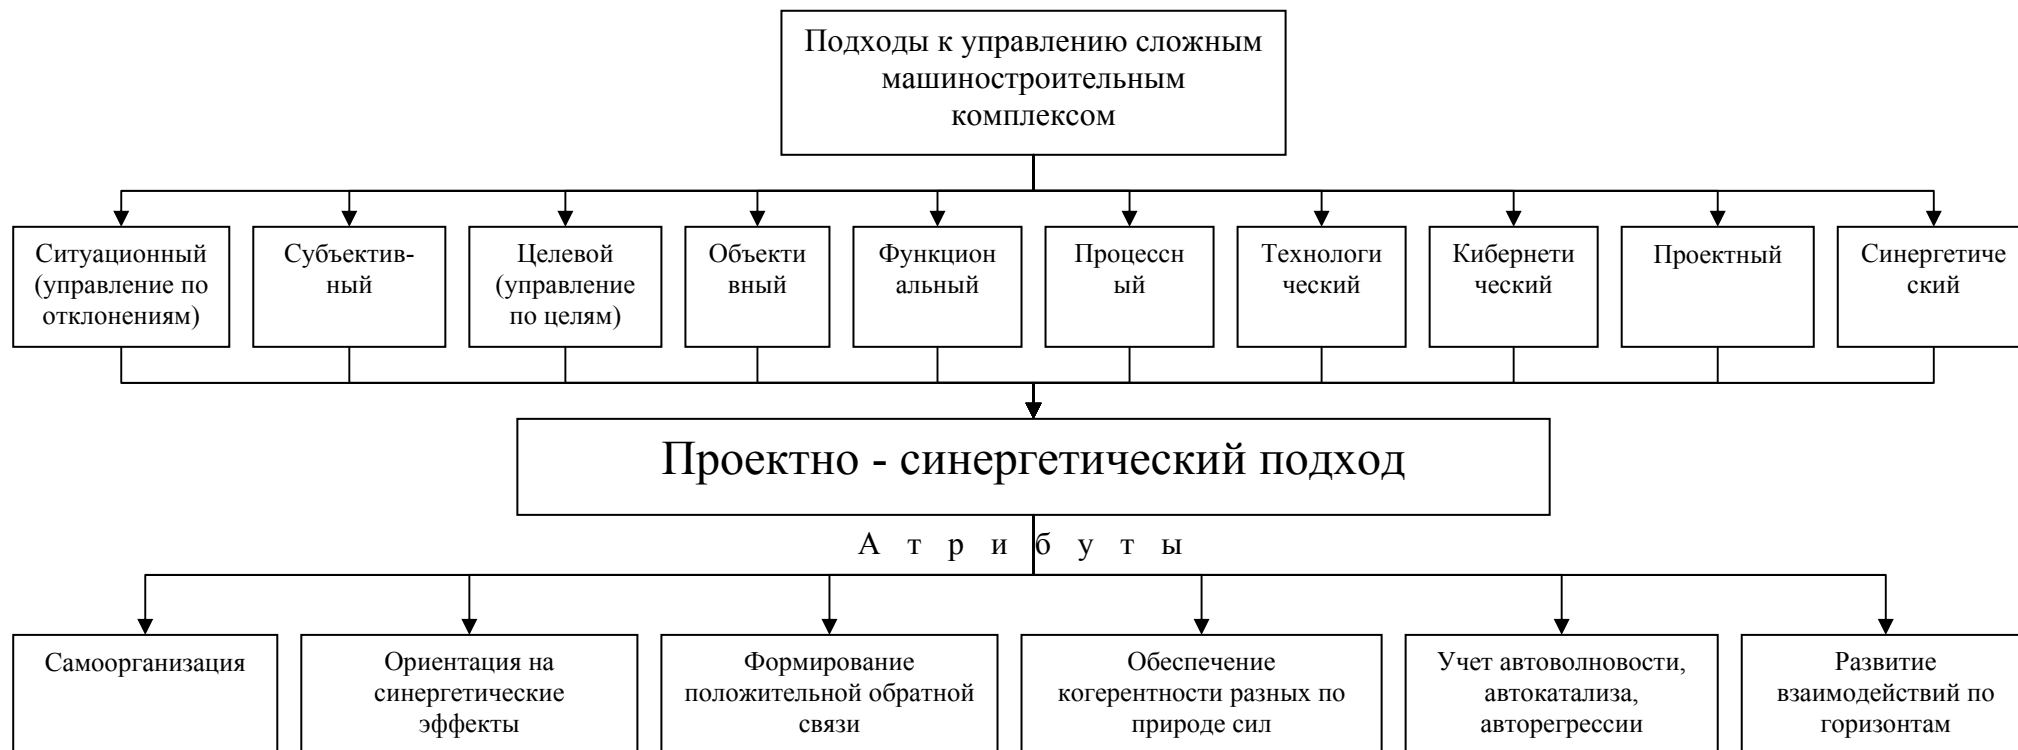 Подходы к управлению сложным
машиностроительным
комплексом
Ситуационный
(управление по
отклонениям)
Субъектив-
ный
Целевой
(управление
по целям)
Объекти
вный
Функцион
альный
Процессн
ый
Технологи
ческий
Кибернети
ческий
Проектный
Синергетиче
ский
Проектно - синергетический подход
А т р и б у т ы
Самоорганизация
Ориентация на
синергетические
эффекты
Формирование
положительной обратной
связи
Обеспечение
когерентности разных по
природе сил
Учет автоволновости,
автокатализа,
авторегрессии
Развитие
взаимодействий по
горизонтам